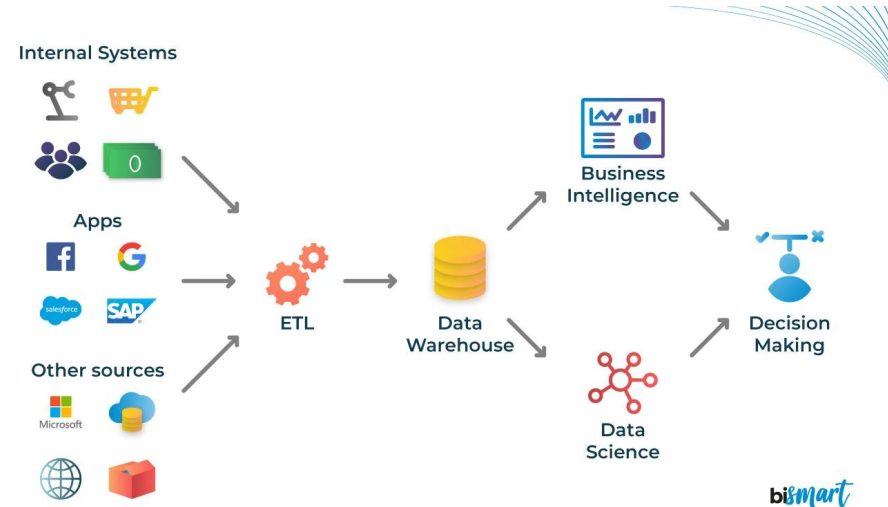 Internal Systems
0
Apps
f
G
salesforce
SAP
Other sources
Microsoft
ETL
Data
Warehouse
Business
Intelligence
Data
Science
Decision
Making
bismart